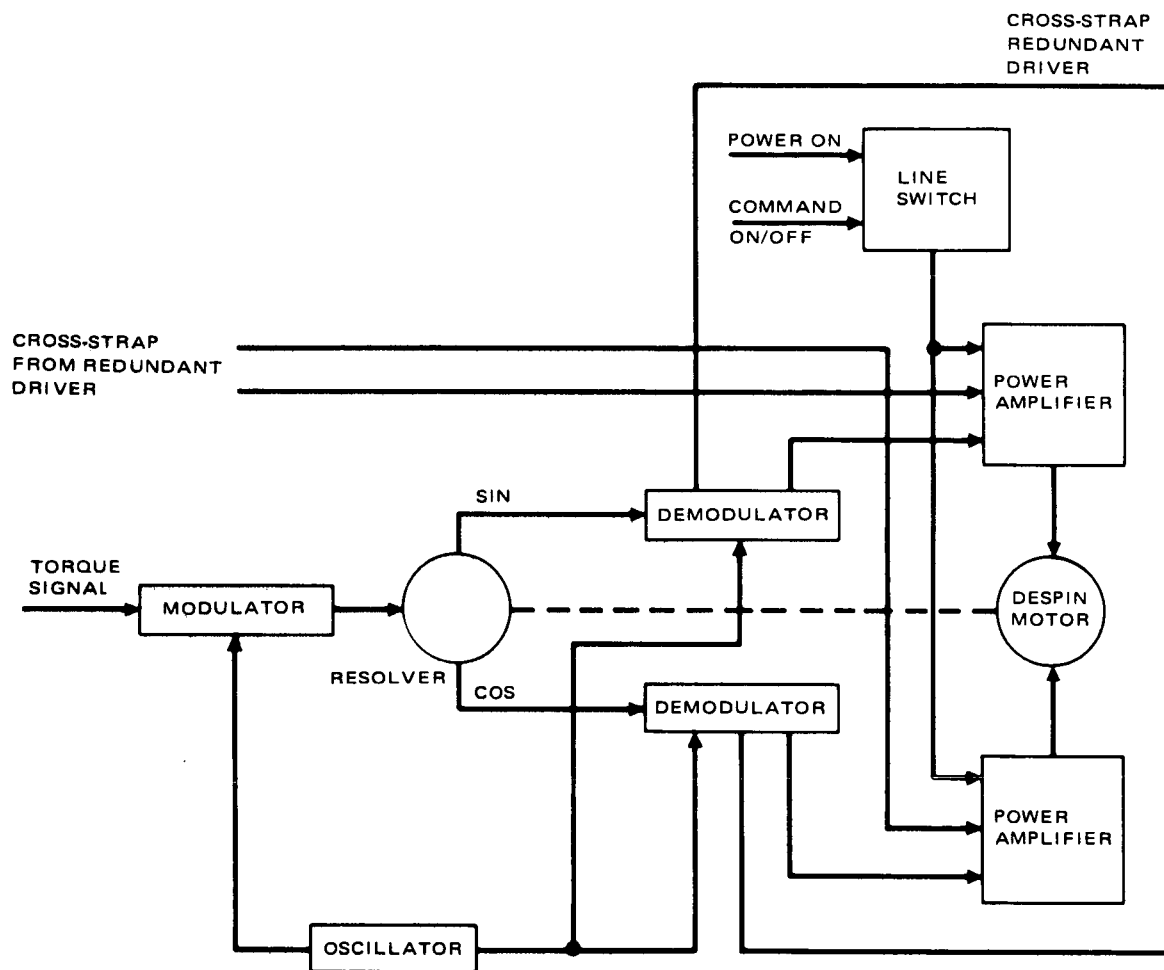 CROSS-STRAP
REDUNDANT
DRIVER
POWER ON
LINE
SWITCH
COMMAND
ON/OFF
CROSS-STRAP
FROM REDUNDANT
DRIVER
POWER
AMPLIFIER
SIN
DEMODULATOR
TORQUE
SIGNAL
MODULATOR
DESPIN
MOTOR
RESOLVER
COS
DEMODULATOR
POWER
AMPLIFIER
OSCILLATOR